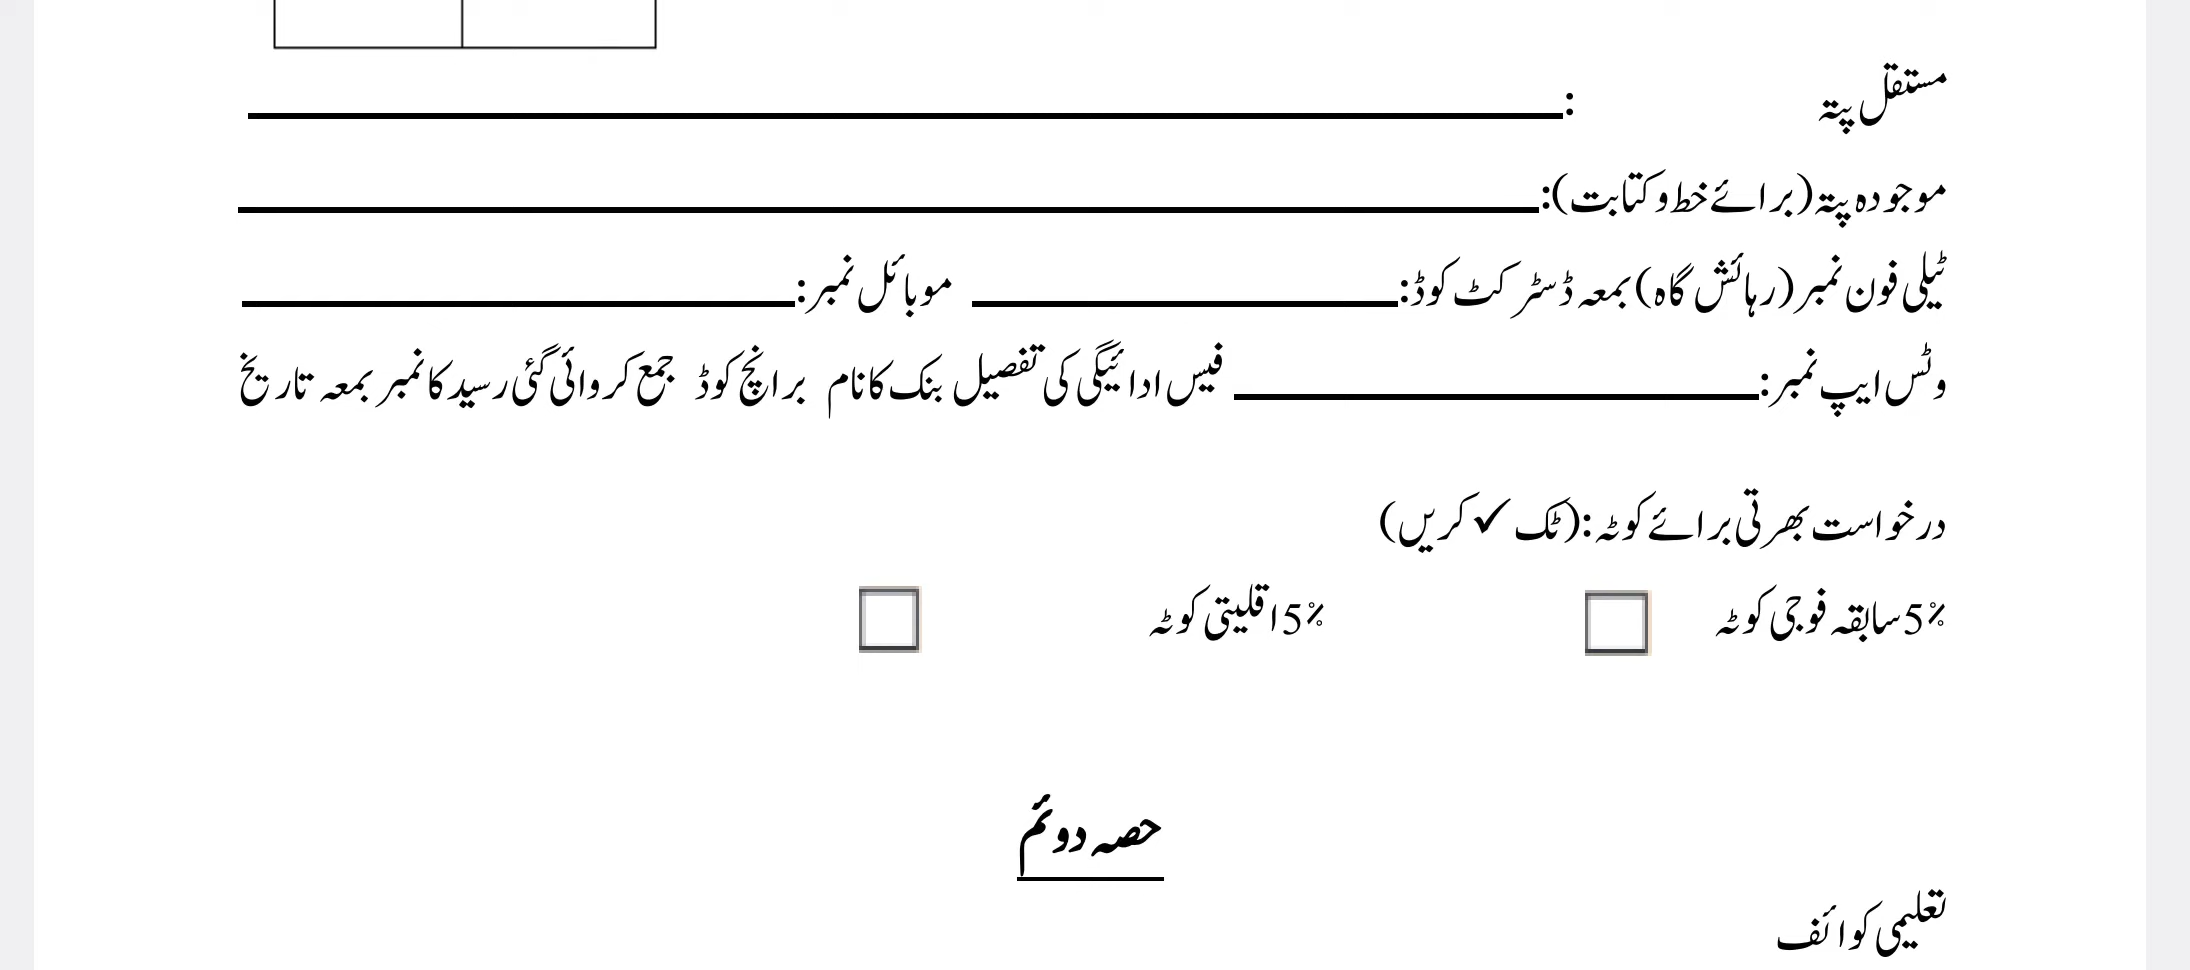 مستقل پتہ :
موجودہ پتہ (برائے خط و کتابت):
ٹیلی فون نمبر (رہائش گاہ) بمعہ ڈسٹرکٹ کوڈ: موبائل نمبر:
وٹس ایپ نمبر: فیس ادائیگی کی تفصیل بنک کا نام برانچ کوڈ جمع کروائی گئی رسید کا نمبر بمعہ تاریخ
درخواست بھرتی برائے کوٹہ: (ٹک ✓ کریں)
5% سابقہ فوجی کوٹہ 5% اقلیتی کوٹہ
حصہ دوئم
تعلیمی کوائف